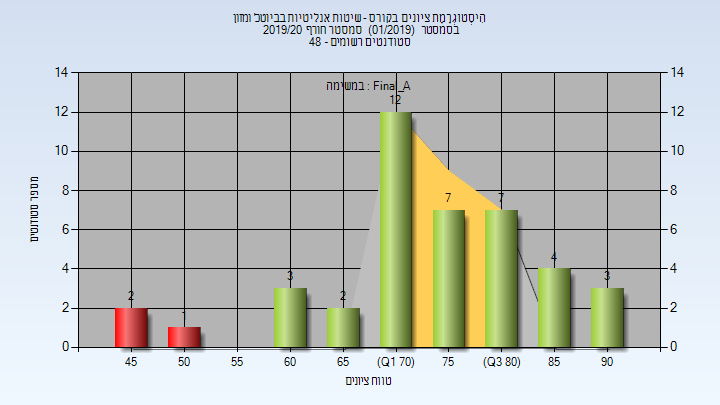 היסטוגרמת ציונים בקורס - שיטות אנליטיות בביוטכ' ומזון
בסמסטר (01/2019) סמסטר חורף 2019/20
סטודנטים רשומים - 48
במשימה : Final_A
מספר סטודנטים
14 14
12 12
10 10
8 8
6 6
4 4
2 2
0 0
2 1 3 2 12 7 7 4 3
45 50 55 60 65 (Q1 70) 75 (Q3 80) 85 90
טווח ציונים